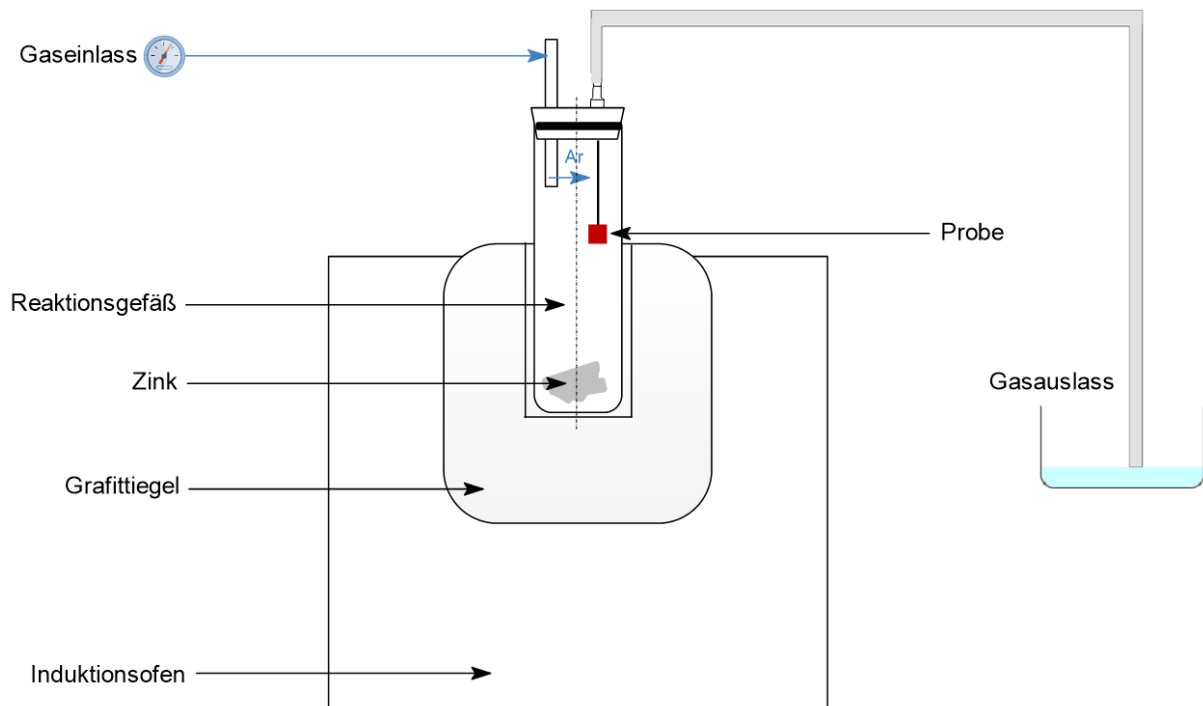 Gaseinlass
Ar
Probe
Reaktionsgefäß
Zink
Gasauslass
Grafittiegel
Induktionsofen